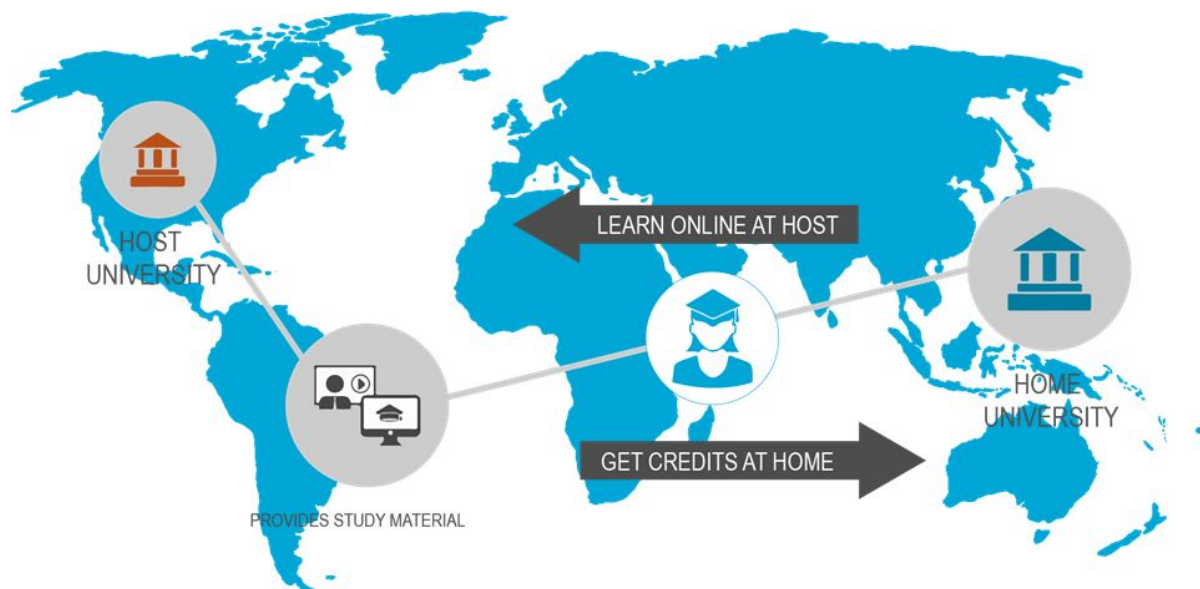 HOST
UNIVERSITY
LEARN ONLINE AT HOST
HOME
UNIVERSITY
GET CREDITS AT HOME
PROVIDES STUDY MATERIAL